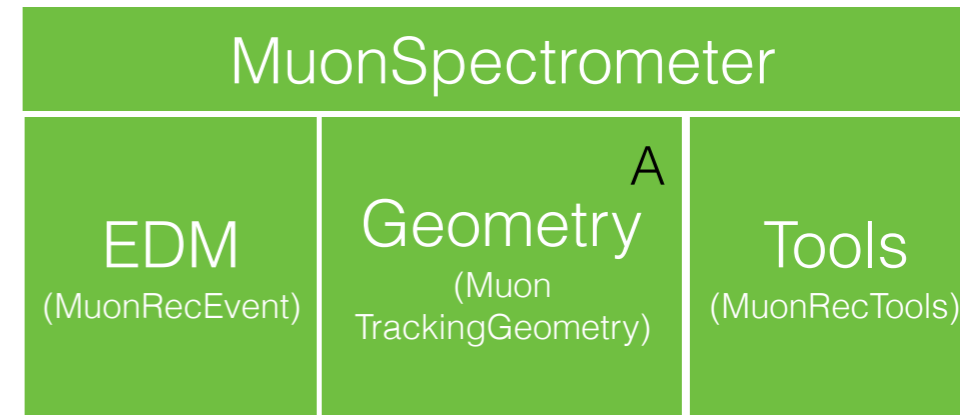 MuonSpectrometer
EDM
(MuonRecEvent)
A
Geometry
(Muon
TrackingGeometry)
Tools
(MuonRecTools)